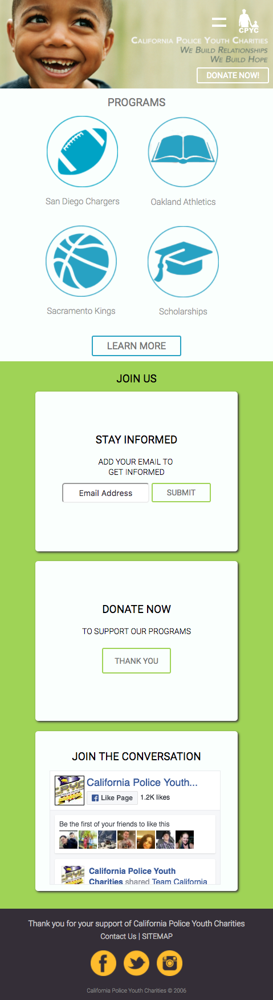 CPYC
California Police Youth Charities
We Build Relationships
We Build Hope
DONATE NOW!
PROGRAMS
San Diego Chargers
Oakland Athletics
Sacramento Kings
Scholarships
LEARN MORE
JOIN US
STAY INFORMED
ADD YOUR EMAIL TO
GET INFORMED
Email Address
SUBMIT
DONATE NOW
TO SUPPORT OUR PROGRAMS
THANK YOU
JOIN THE CONVERSATION
California Police Youth...
Like Page
1.2K likes
Be the first of your friends to like this
California Police Youth
Charities shared Team California
Thank you for your support of California Police Youth Charities
Contact Us | SITEMAP
California Police Youth Charities © 2006